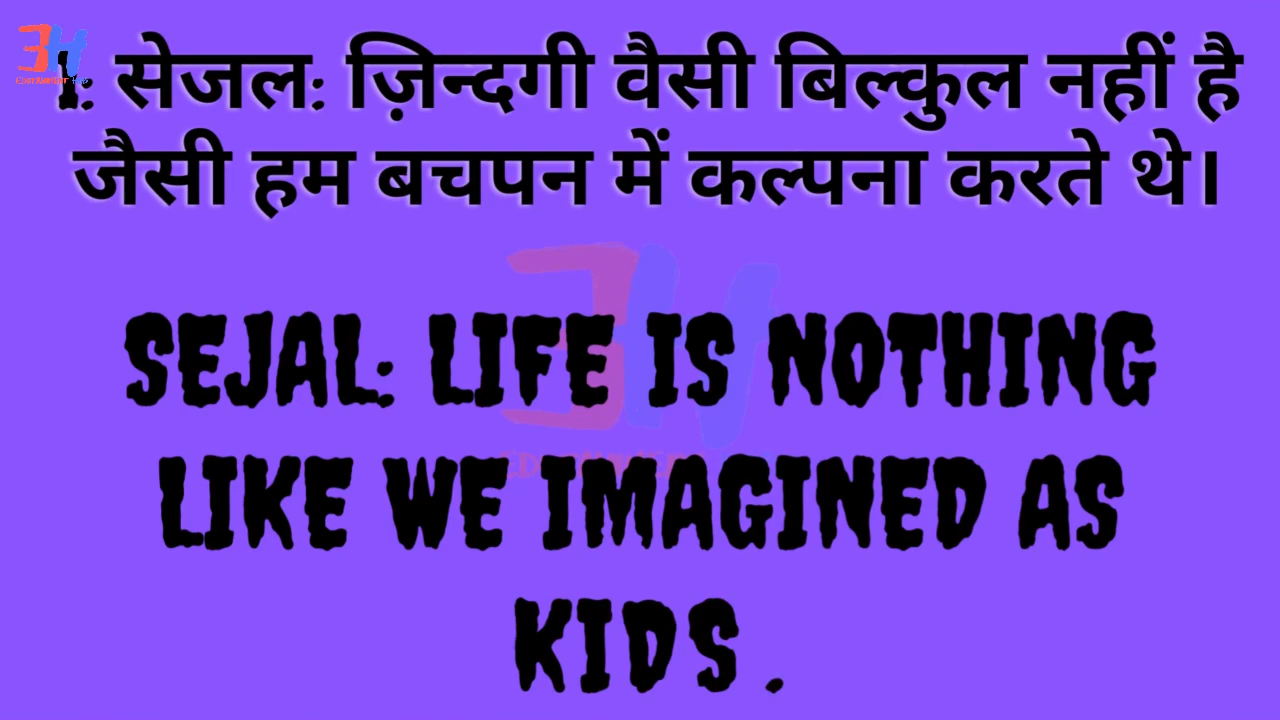 1: सेजल: ज़िन्दगी वैसी बिल्कुल नहीं है
जैसी हम बचपन में कल्पना करते थे।
SEJAL: LIFE IS NOTHING
LIKE WE IMAGINED AS
KIDS.